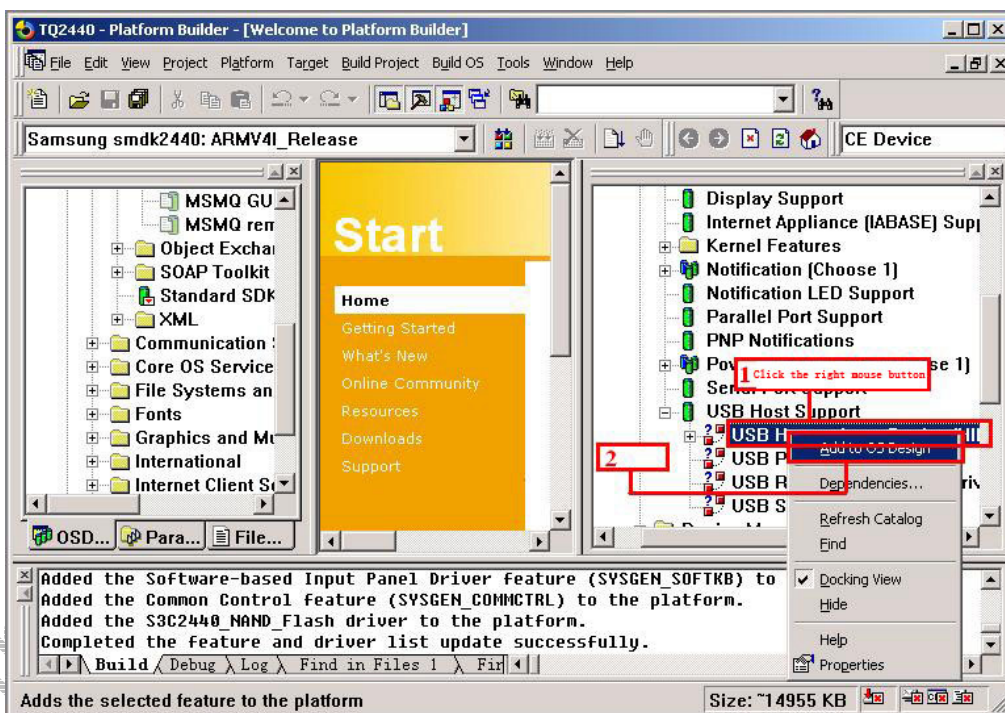 TQ2440 - Platform Builder - [Welcome to Platform Builder]
File Edit View Project Platform Target Build Project Build OS Tools Window Help
Samsung smdk2440: ARMV4I_Release
CE Device
MSMQ GU
MSMQ rem
Object Exchan
SOAP Toolkit
Standard SDK
XML
Communication
Core OS Service
File Systems an
Fonts
Graphics and Mu
International
Internet Client Se
OSD... Para... File...
Start
Home
Getting Started
What's New
Online Community
Resources
Downloads
Support
Display Support
Internet Appliance (IABASE) Supp
Kernel Features
Notification (Choose 1)
Notification LED Support
Parallel Port Support
PNP Notifications
1 Click the right mouse button
USB Host Support
USB H
2
USB P
USB R
USB S
Add to OS Design
Dependencies...
Refresh Catalog
Find
Docking View
Hide
Help
Properties
Added the Software-based Input Panel Driver feature (SYSGEN_SOFTKB) to
Added the Common Control feature (SYSGEN_COMMCTRL) to the platform.
Added the S3C2440_NAND_Flash driver to the platform.
Completed the feature and driver list update successfully.
Build Debug Log Find in Files 1 Fin
Adds the selected feature to the platform
Size: ~14955 KB